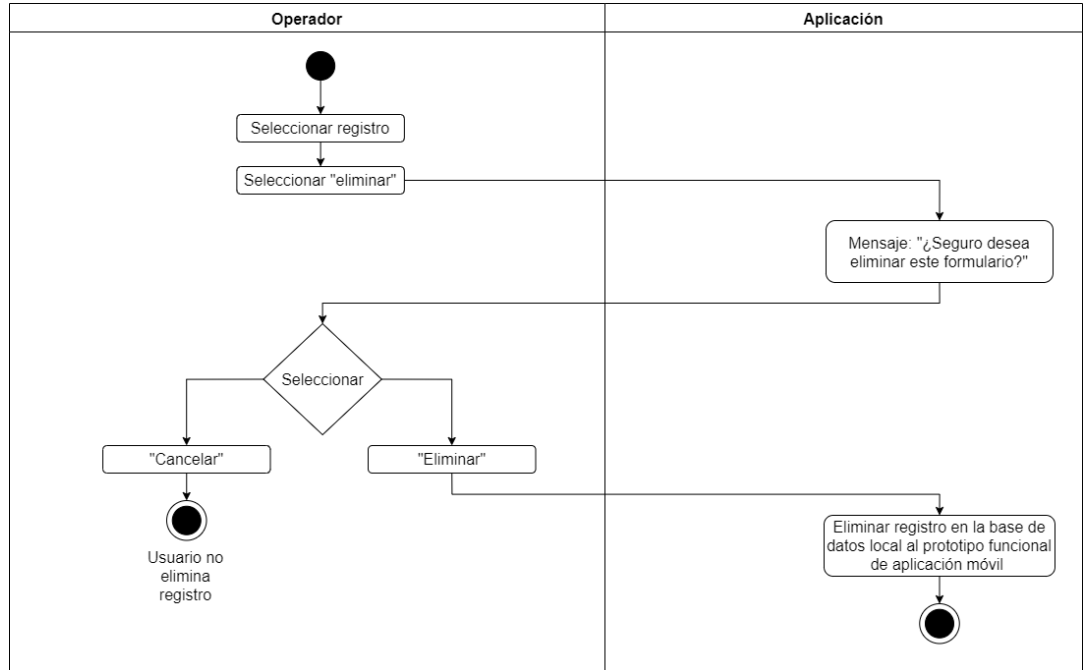 Operador
Aplicación
Seleccionar registro
Seleccionar "eliminar"
Mensaje: "¿Seguro desea
eliminar este formulario?"
Seleccionar
"Cancelar"
"Eliminar"
Usuario no
elimina
registro
Eliminar registro en la base de
datos local al prototipo funcional
de aplicación móvil